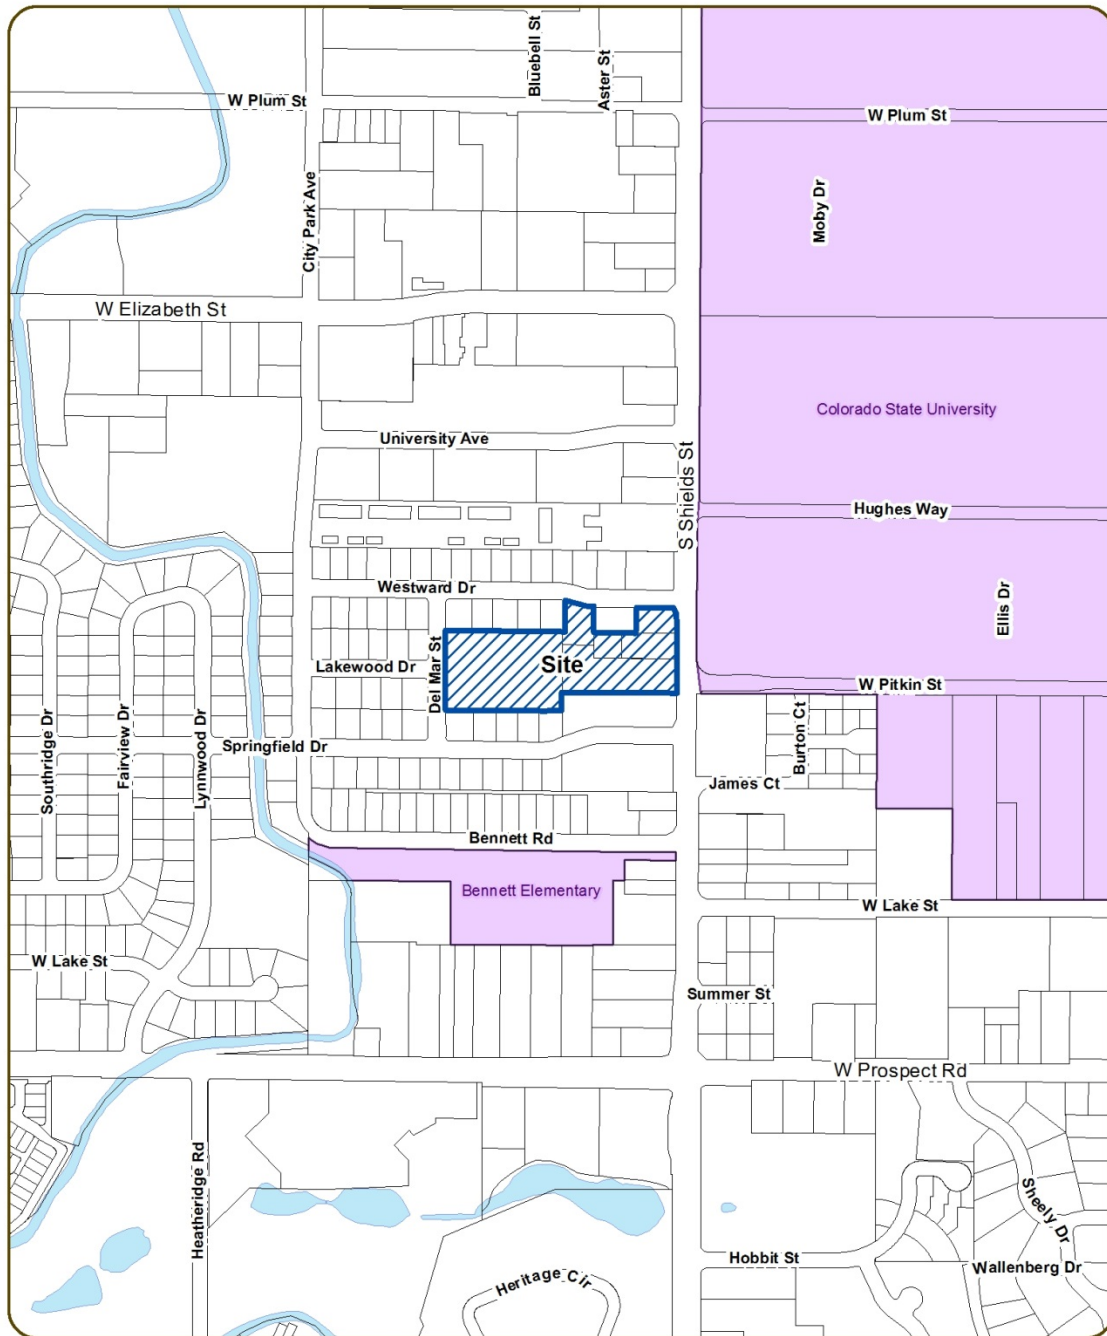 Bluebell St
Aster St
W Plum St
W Plum St
Moby Dr
City Park Ave
W Elizabeth St
Colorado State University
University Ave
S Shields St
Hughes Way
Westward Dr
Ellis Dr
Site
Lakewood Dr
Del Mar St
W Pitkin St
Southridge Dr
Fairview Dr
Lynnwood Dr
Springfield Dr
Burton Ct
James Ct
Bennett Rd
Bennett Elementary
W Lake St
W Lake St
Summer St
W Prospect Rd
Heatheridge Rd
Sheely Dr
Hobbit St
Wallenberg Dr
Heritage Cir